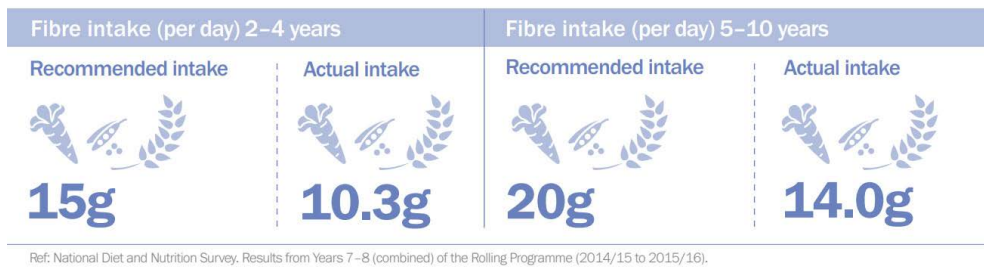 Fibre intake (per day) 2–4 years
Recommended intake
Actual intake
15g
10.3g
Fibre intake (per day) 5–10 years
Recommended intake
Actual intake
20g
14.0g
Ref: National Diet and Nutrition Survey. Results from Years 7–8 (combined) of the Rolling Programme (2014/15 to 2015/16).